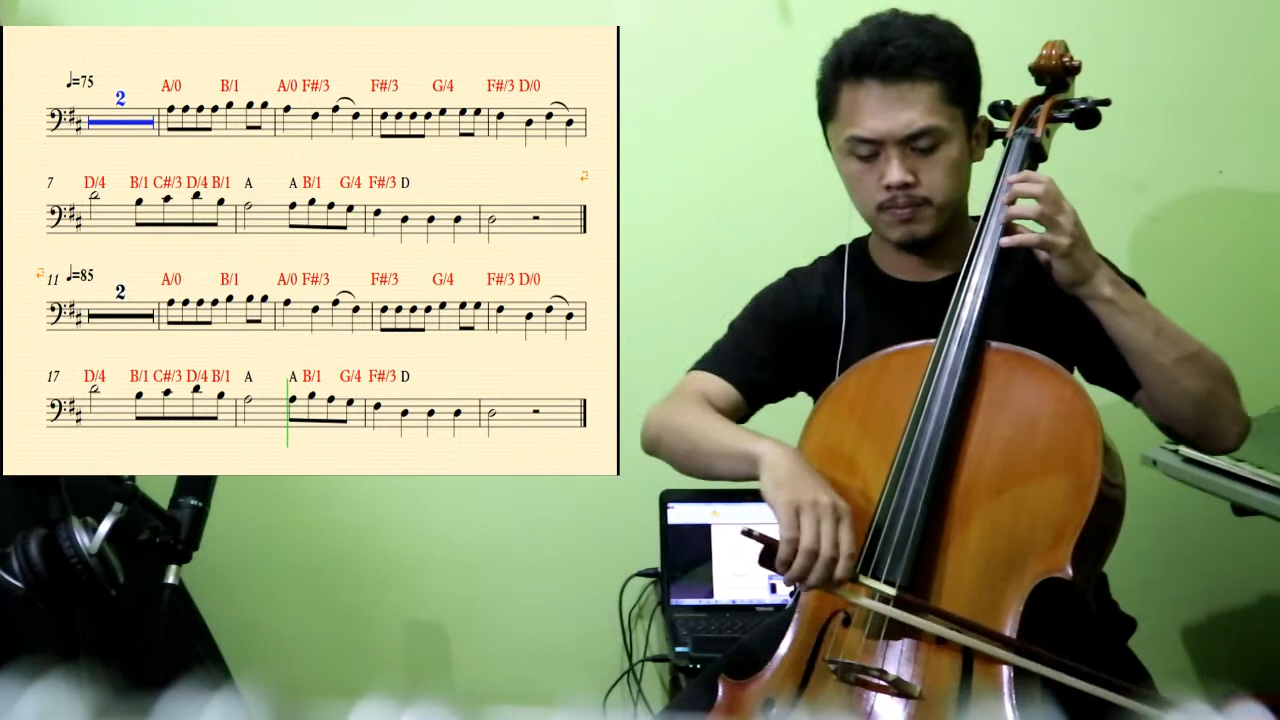 ♩=75 A/0 B/1 A/0 F#/3 F#/3 G/4 F#/3 D/0
2
7 D/4 B/1 C#/3 D/4 B/1 A A B/1 G/4 F#/3 D
11 ♩=85 A/0 B/1 A/0 F#/3 F#/3 G/4 F#/3 D/0
2
17 D/4 B/1 C#/3 D/4 B/1 A A B/1 G/4 F#/3 D